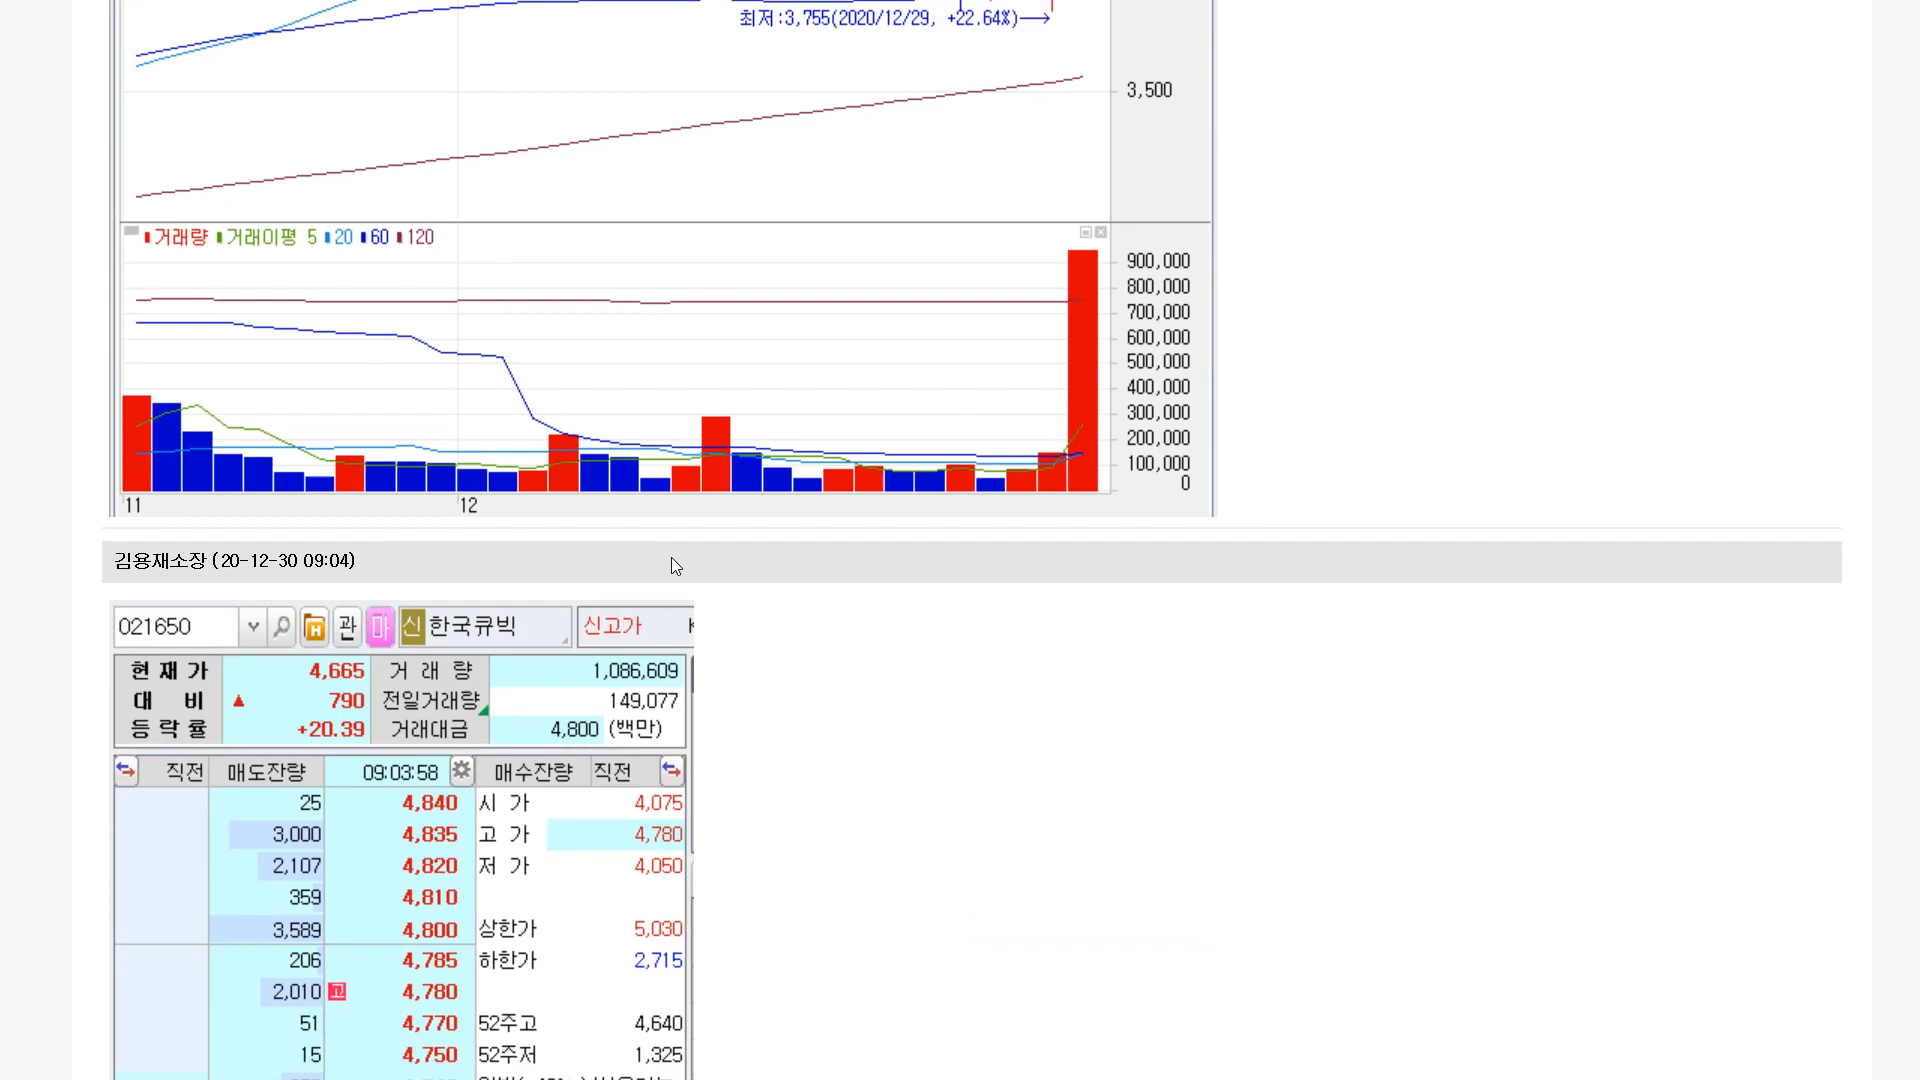 최저:3,755(2020/12/29, +22.64%)→
3,500
거래량 거래이평 5 20 60 120
900,000
800,000
700,000
600,000
500,000
400,000
300,000
200,000
100,000
0
11 12
김용재소장 (20-12-30 09:04)
021650 관 마 신 한국큐빅 신고가
현재가 4,665 거래량 1,086,609
대비 ▲ 790 전일거래량 149,077
등락률 +20.39 거래대금 4,800 (백만)
직전 매도잔량 09:03:58 매수잔량 직전
25 4,840 시가 4,075
3,000 4,835 고가 4,780
2,107 4,820 저가 4,050
359 4,810
3,589 4,800 상한가 5,030
206 4,785 하한가 2,715
2,010 고 4,780
51 4,770 52주고 4,640
15 4,750 52주저 1,325